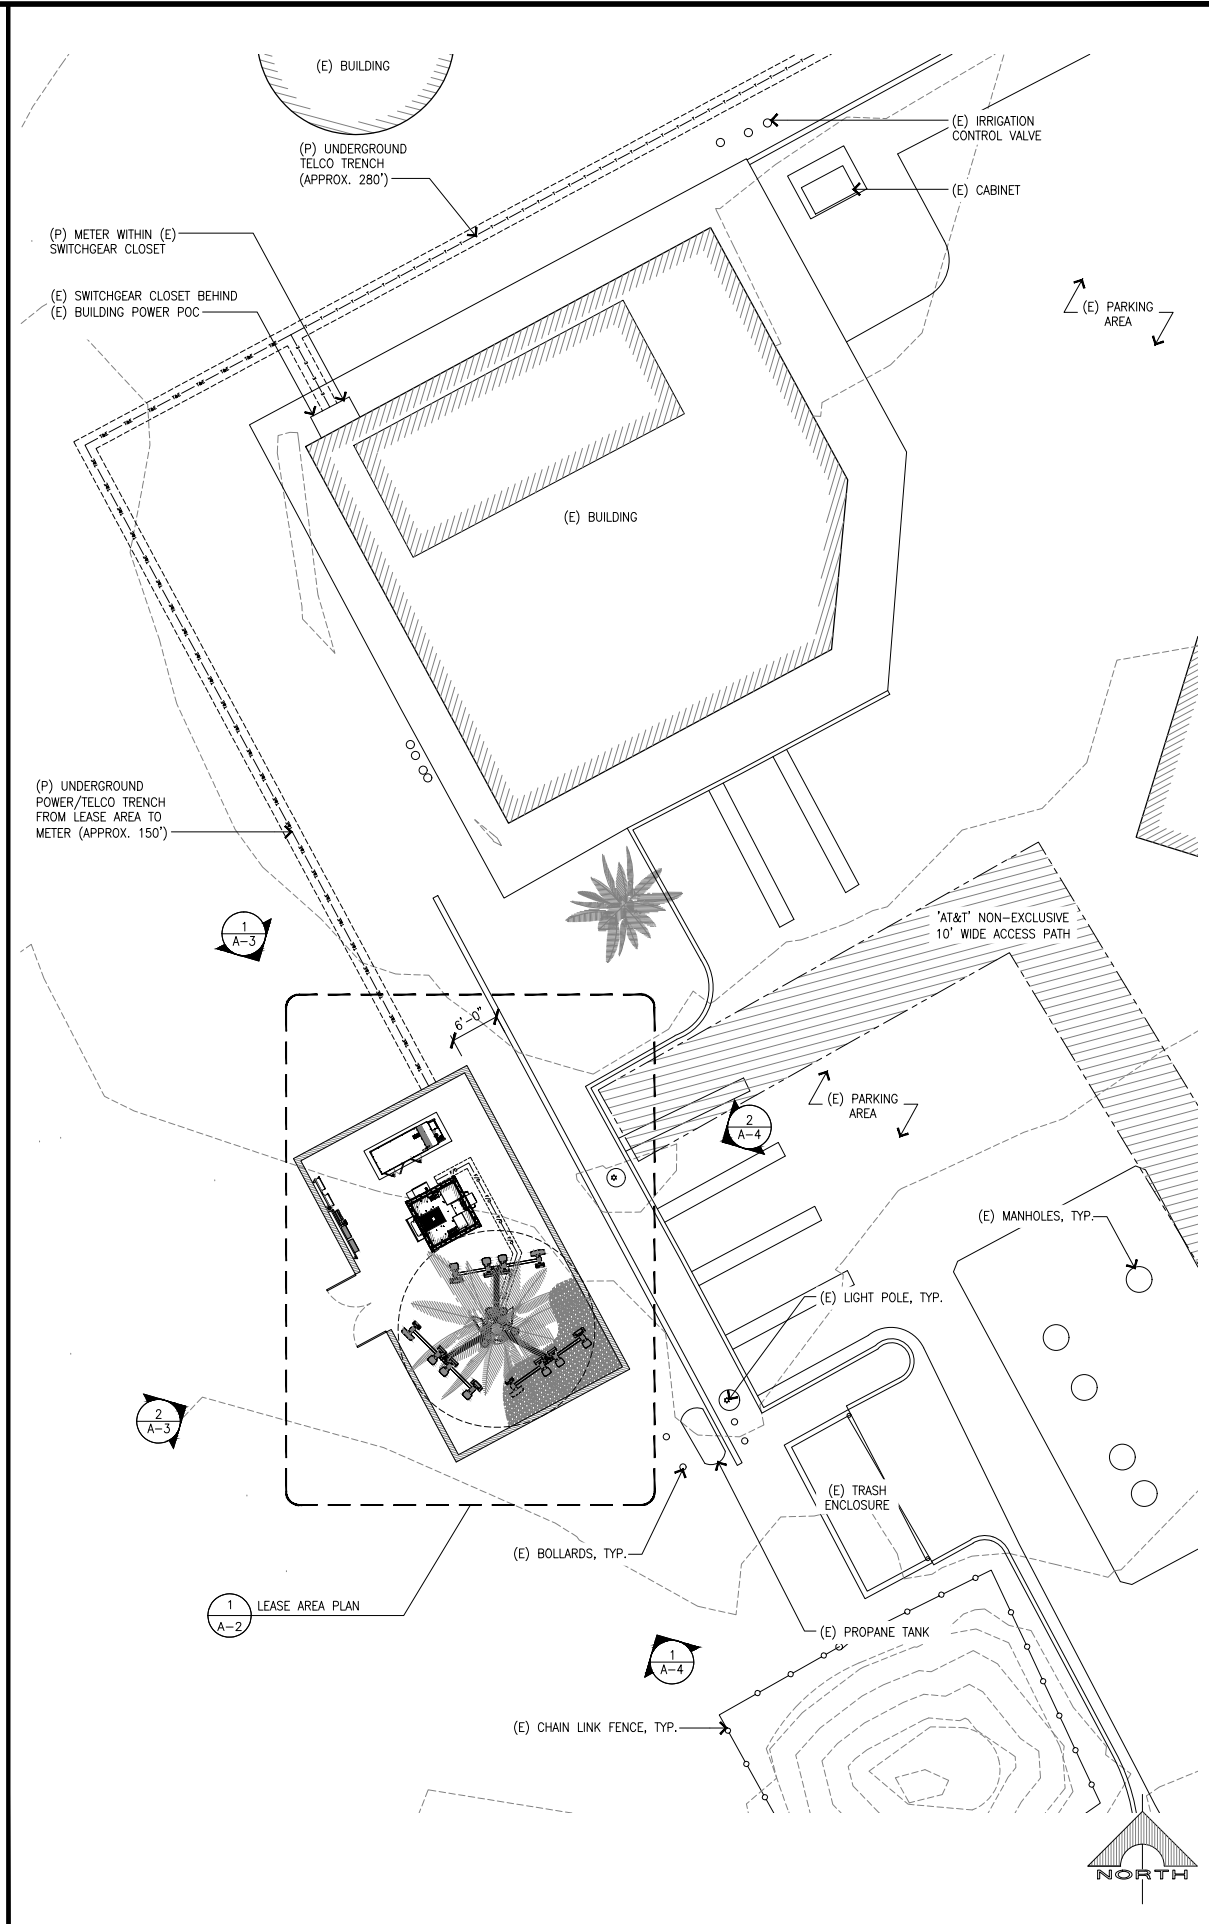 (E) BUILDING
(E) IRRIGATION
CONTROL VALVE
(P) UNDERGROUND
TELCO TRENCH
(APPROX. 280')
(E) CABINET
(P) METER WITHIN (E)
SWITCHGEAR CLOSET
(E) SWITCHGEAR CLOSET BEHIND
(E) BUILDING POWER POC
(E) PARKING
AREA
(E) BUILDING
(P) UNDERGROUND
POWER/TELCO TRENCH
FROM LEASE AREA TO
METER (APPROX. 150')
'AT&T' NON-EXCLUSIVE
10' WIDE ACCESS PATH
1
A-3
6'-0"
(E) PARKING
AREA
2
A-4
(E) MANHOLES, TYP.
(E) LIGHT POLE, TYP.
2
A-3
(E) TRASH
ENCLOSURE
(E) BOLLARDS, TYP.
1
A-2
LEASE AREA PLAN
(E) PROPANE TANK
1
A-4
(E) CHAIN LINK FENCE, TYP.
NORTH